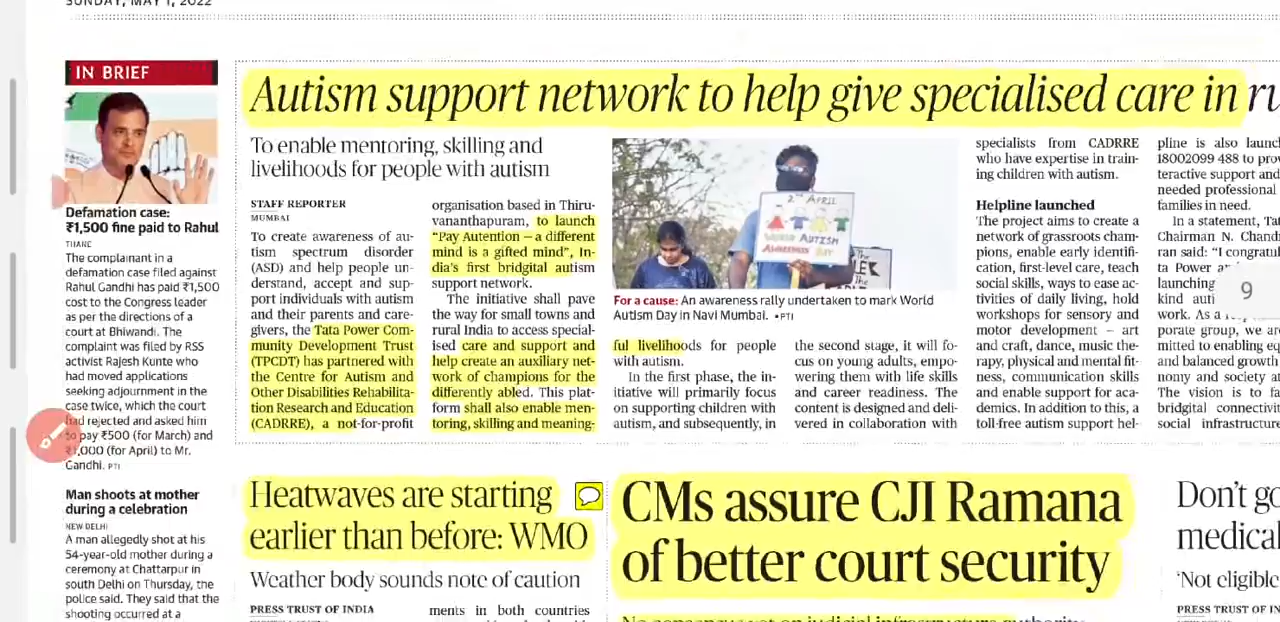 SUNDAY, MAY 1, 2022
IN BRIEF
Defamation case:
₹1,500 fine paid to Rahul
THANE
The complainant in a
defamation case filed against
Rahul Gandhi has paid ₹1,500
cost to the Congress leader
as per the directions of a
court at Bhiwandi. The
complaint was filed by RSS
activist Rajesh Kunte who
had moved applications
seeking adjournment in the
case twice, which the court
had rejected and asked him
to pay ₹500 (for March) and
₹1,000 (for April) to Mr.
Gandhi. PTI
Man shoots at mother
during a celebration
NEW DELHI
A man allegedly shot at his
54-year-old mother during a
ceremony at Chattarpur in
south Delhi on Thursday, the
police said. They said that the
shooting occurred at a
Autism support network to help give specialised care in ru
To enable mentoring, skilling and
livelihoods for people with autism
STAFF REPORTER
MUMBAI
To create awareness of au-
tism spectrum disorder
(ASD) and help people un-
derstand, accept and sup-
port individuals with autism
and their parents and care-
givers, the Tata Power Com-
munity Development Trust
(TPCDT) has partnered with
the Centre for Autism and
Other Disabilities Rehabilita-
tion Research and Education
(CADRRE), a not-for-profit
organisation based in Thiru-
vananthapuram, to launch
“Pay Autention – a different
mind is a gifted mind”, In-
dia's first bridgital autism
support network.
The initiative shall pave
the way for small towns and
rural India to access special-
ised care and support and
help create an auxiliary net-
work of champions for the
differently abled. This plat-
form shall also enable men-
toring, skilling and meaning-
2ND APRIL
WORLD AUTISM
AWARENESS DAY
For a cause: An awareness rally undertaken to mark World
Autism Day in Navi Mumbai. •PTI
ful livelihoods for people
with autism.
In the first phase, the in-
itiative will primarily focus
on supporting children with
autism, and subsequently, in
the second stage, it will fo-
cus on young adults, empo-
wering them with life skills
and career readiness. The
content is designed and deli-
vered in collaboration with
specialists from CADRRE
who have expertise in train-
ing children with autism.
Helpline launched
The project aims to create a
network of grassroots cham-
pions, enable early identifi-
cation, first-level care, teach
social skills, ways to ease ac-
tivities of daily living, hold
workshops for sensory and
motor development – art
and craft, dance, music the-
rapy, physical and mental fit-
ness, communication skills
and enable support for aca-
demics. In addition to this, a
toll-free autism support hel-
pline is also launch
18002099 488 to prov
teractive support and
needed professional
families in need.
In a statement, Tat
Chairman N. Chand
ran said: “I congratul
ta Power
launching
kind auti
work. As a
porate group, we a
mitted to enabling eq
and balanced growth
nomy and society a
The vision is to fa
bridgital connectivi
social infrastructure
9
Heatwaves are starting
earlier than before: WMO
Weather body sounds note of caution
PRESS TRUST OF INDIA
ments in both countries
CMs assure CJI Ramana
of better court security
No consensus yet on judicial infrastructure authority
Don't go
medical
‘Not eligible
PRESS TRUST OF IN